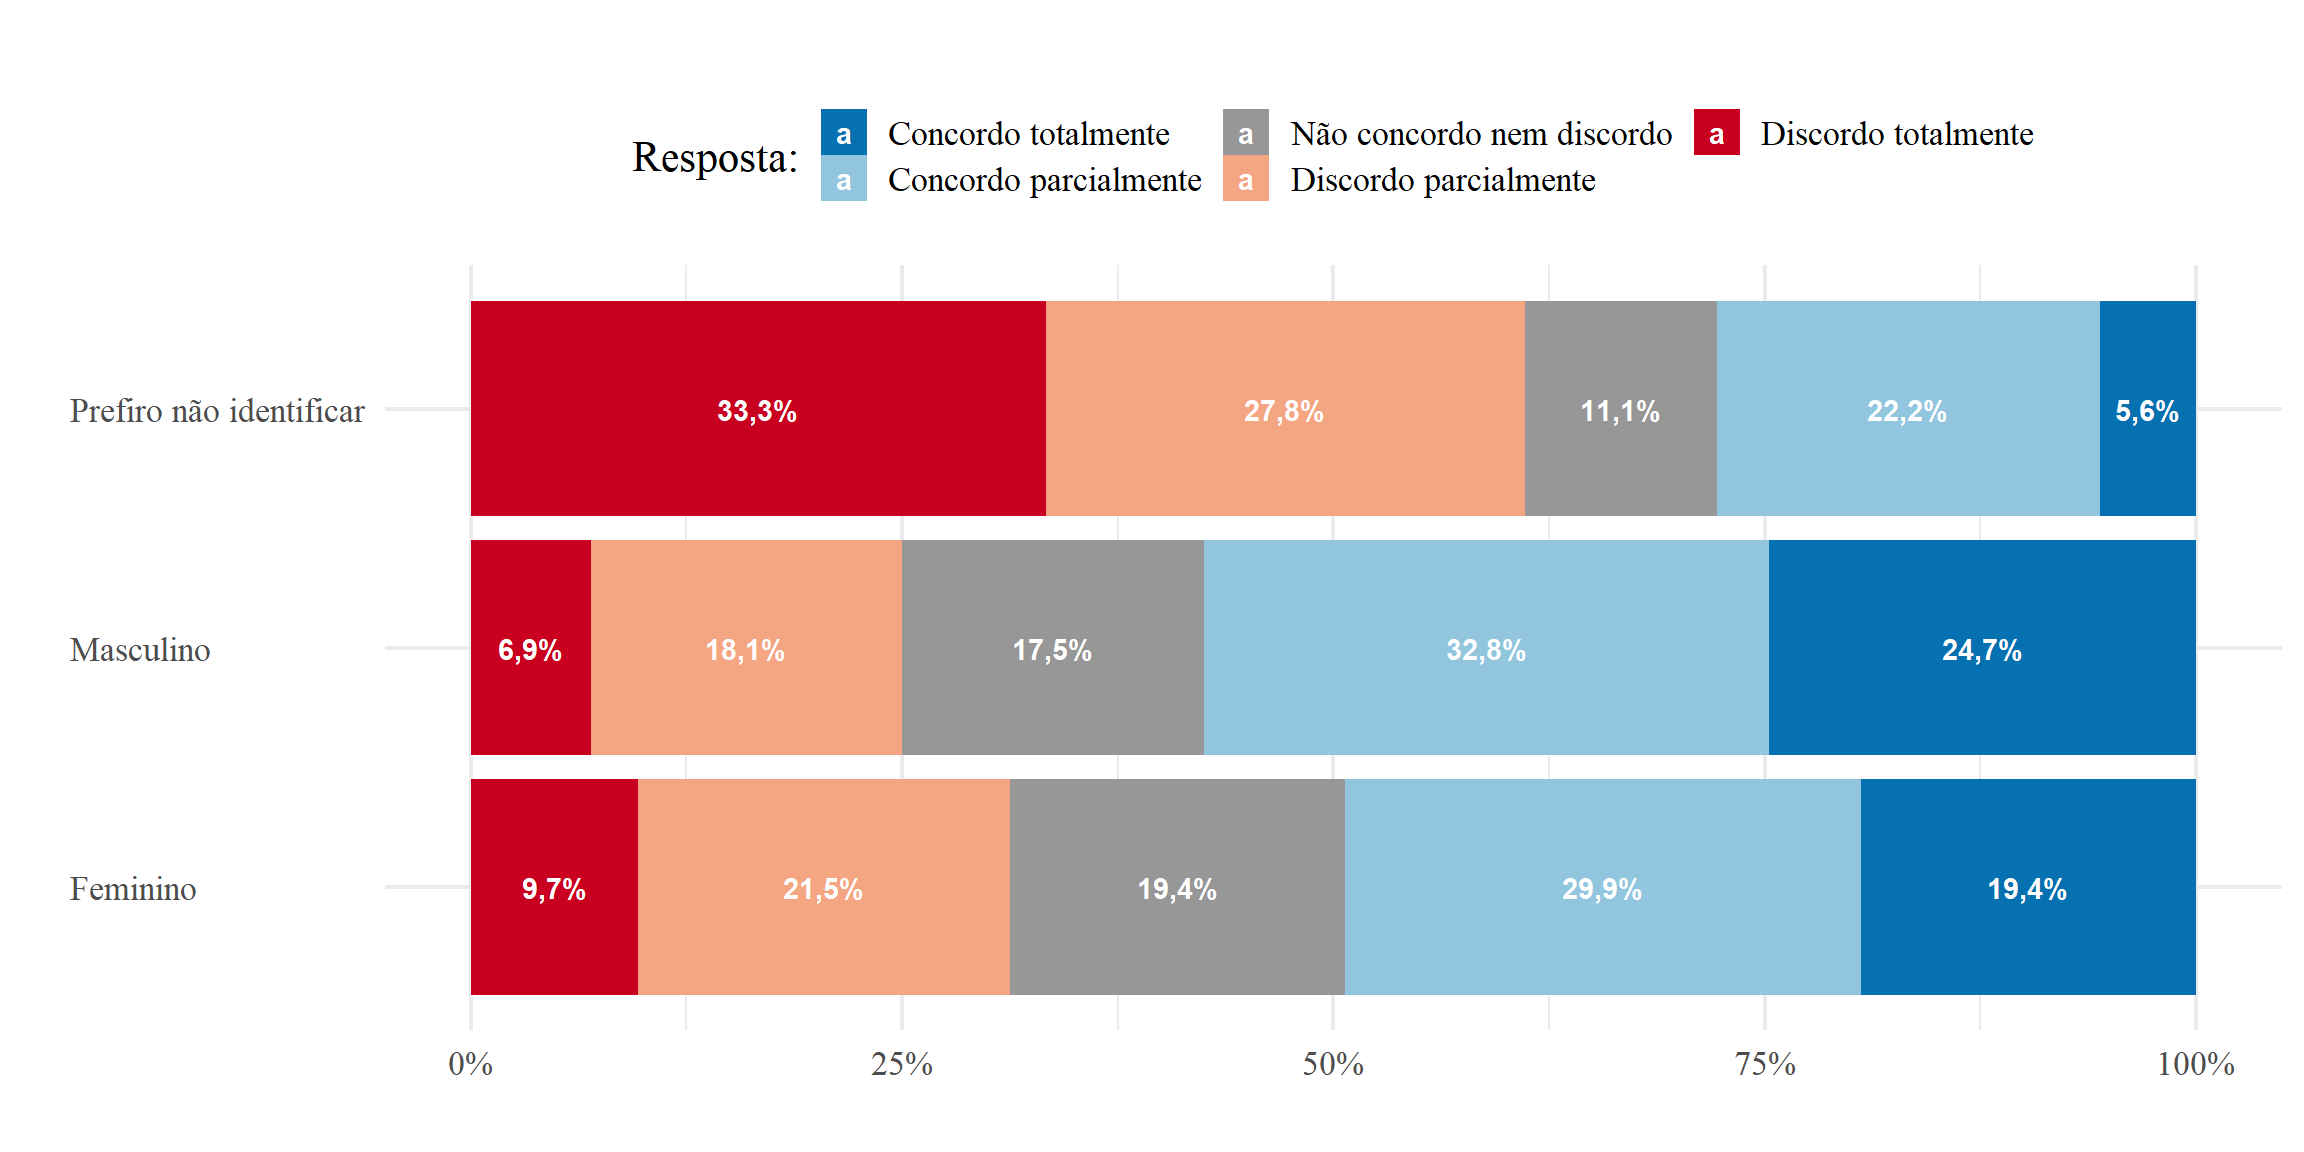 Resposta:
a Concordo totalmente
a Concordo parcialmente
a Não concordo nem discordo
a Discordo parcialmente
a Discordo totalmente
Prefiro não identificar
33,3% 27,8% 11,1% 22,2% 5,6%
Masculino
6,9% 18,1% 17,5% 32,8% 24,7%
Feminino
9,7% 21,5% 19,4% 29,9% 19,4%
0% 25% 50% 75% 100%